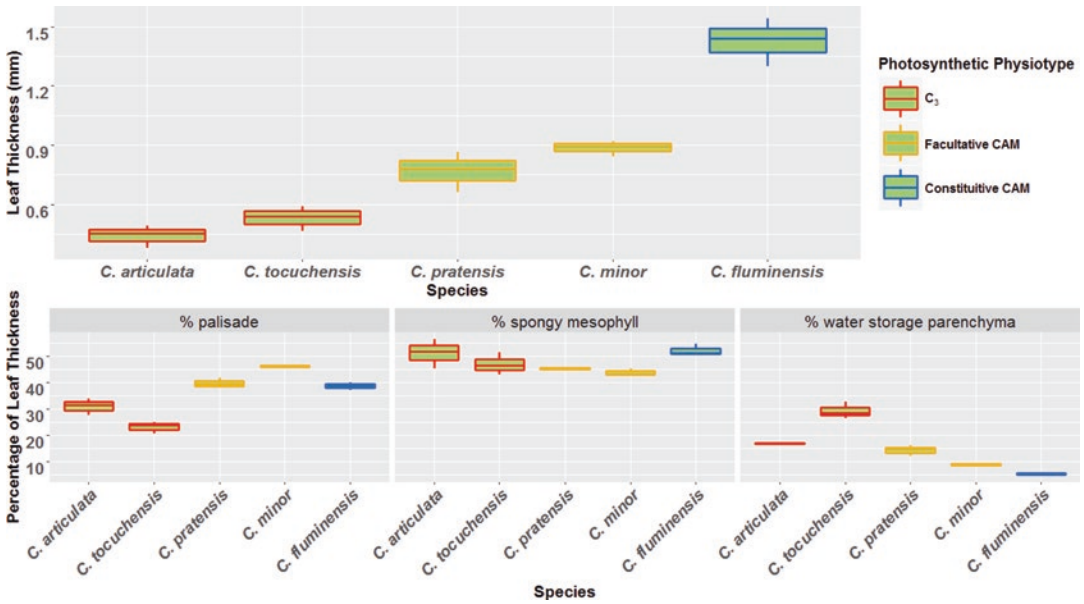 Leaf Thickness (mm)
1.5
1.2
0.9
0.6
C. articulata
C. tocuchensis
C. pratensis
C. minor
C. fluminensis
Species
Photosynthetic Physiotype
C₃
Facultative CAM
Constituitive CAM
Percentage of Leaf Thickness
% palisade
% spongy mesophyll
% water storage parenchyma
50
40
30
20
10
C. articulata
C. tocuchensis
C. pratensis
C. minor
C. fluminensis
C. articulata
C. tocuchensis
C. pratensis
C. minor
C. fluminensis
C. articulata
C. tocuchensis
C. pratensis
C. minor
C. fluminensis
Species